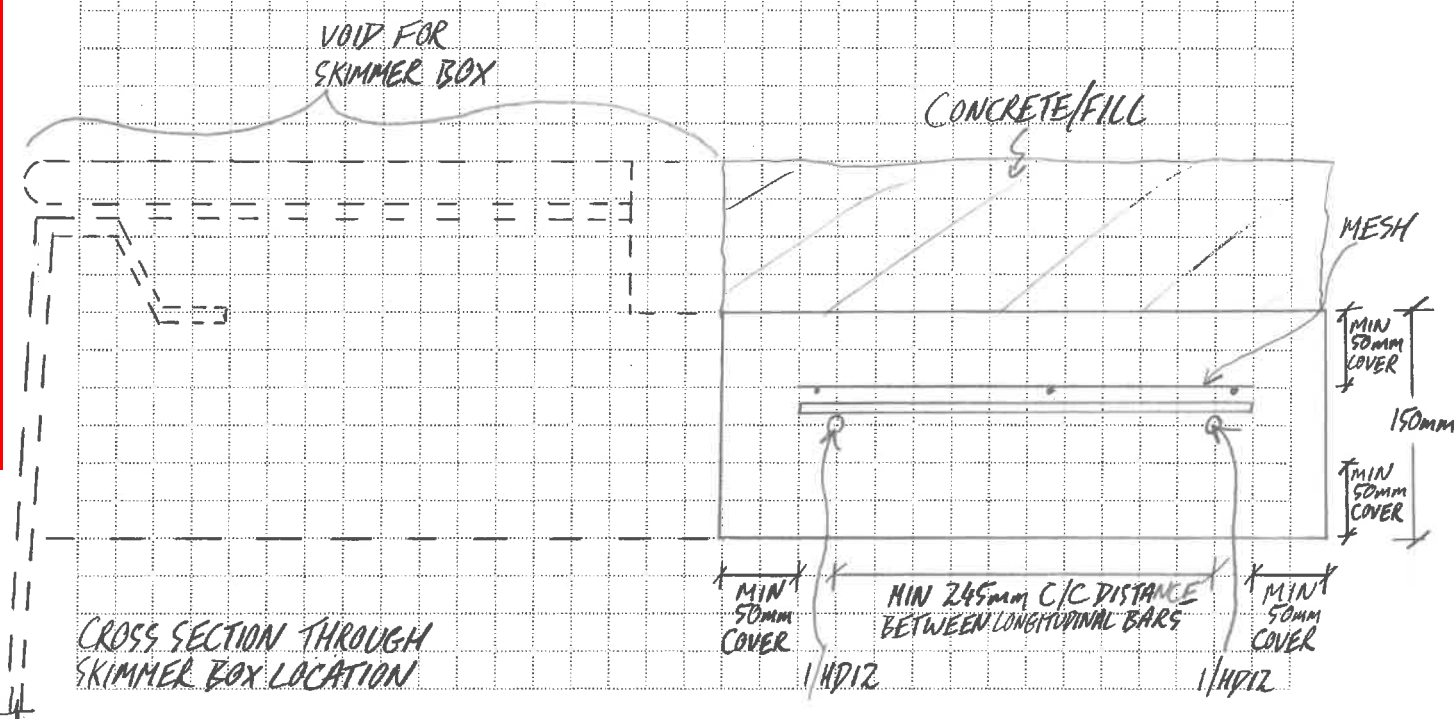 VOID FOR
SKIMMER BOX
CONCRETE/FILL
MESH
MIN
50mm
COVER
150mm
MIN
50mm
COVER
MIN
50mm
COVER
MIN 245mm C/C DISTANCE
BETWEEN LONGITUDINAL BARS
MIN
50mm
COVER
1/HD12
1/HD12
CROSS SECTION THROUGH
SKIMMER BOX LOCATION